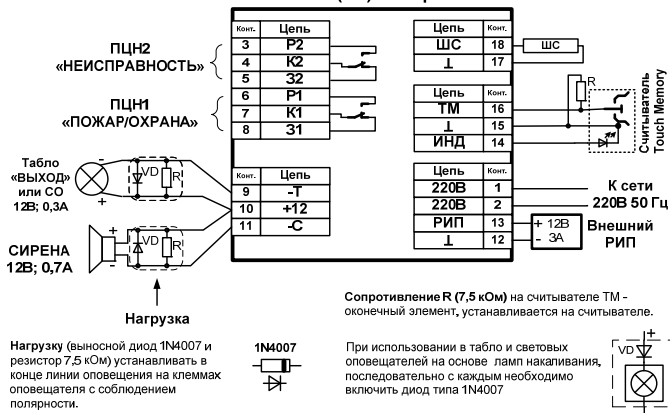 ПЦН2
«НЕИСПРАВНОСТЬ»
ПЦН1
«ПОЖАР/ОХРАНА»
Конт. Цепь
3 Р2
4 К2
5 З2
6 Р1
7 К1
8 З1
Цепь Конт.
ШС 18 ШС
⊥ 17
Цепь Конт.
ТМ 16
⊥ 15
ИНД 14
R
Считыватель
Touch Memory
Табло
«ВЫХОД»
или СО
12В; 0,3А
- +
VD R
СИРЕНА
12В; 0,7А
+ -
VD R
Конт. Цепь
9 -Т
10 +12
11 -С
Цепь Конт.
220В 1
220В 2
РИП 13
⊥ 12
К сети
220В 50 Гц
+ 12В
- 3А
Внешний
РИП
Нагрузка
Сопротивление R (7,5 кОм) на считывателе ТМ -
оконечный элемент, устанавливается на считывателе.
Нагрузку (выносной диод 1N4007 и
резистор 7,5 кОм) устанавливать в
конце линии оповещения на клеммах
оповещателя с соблюдением
полярности.
1N4007
При использовании в табло и световых
оповещателей на основе ламп накаливания,
последовательно с каждым необходимо
включить диод типа 1N4007
+
VD
-